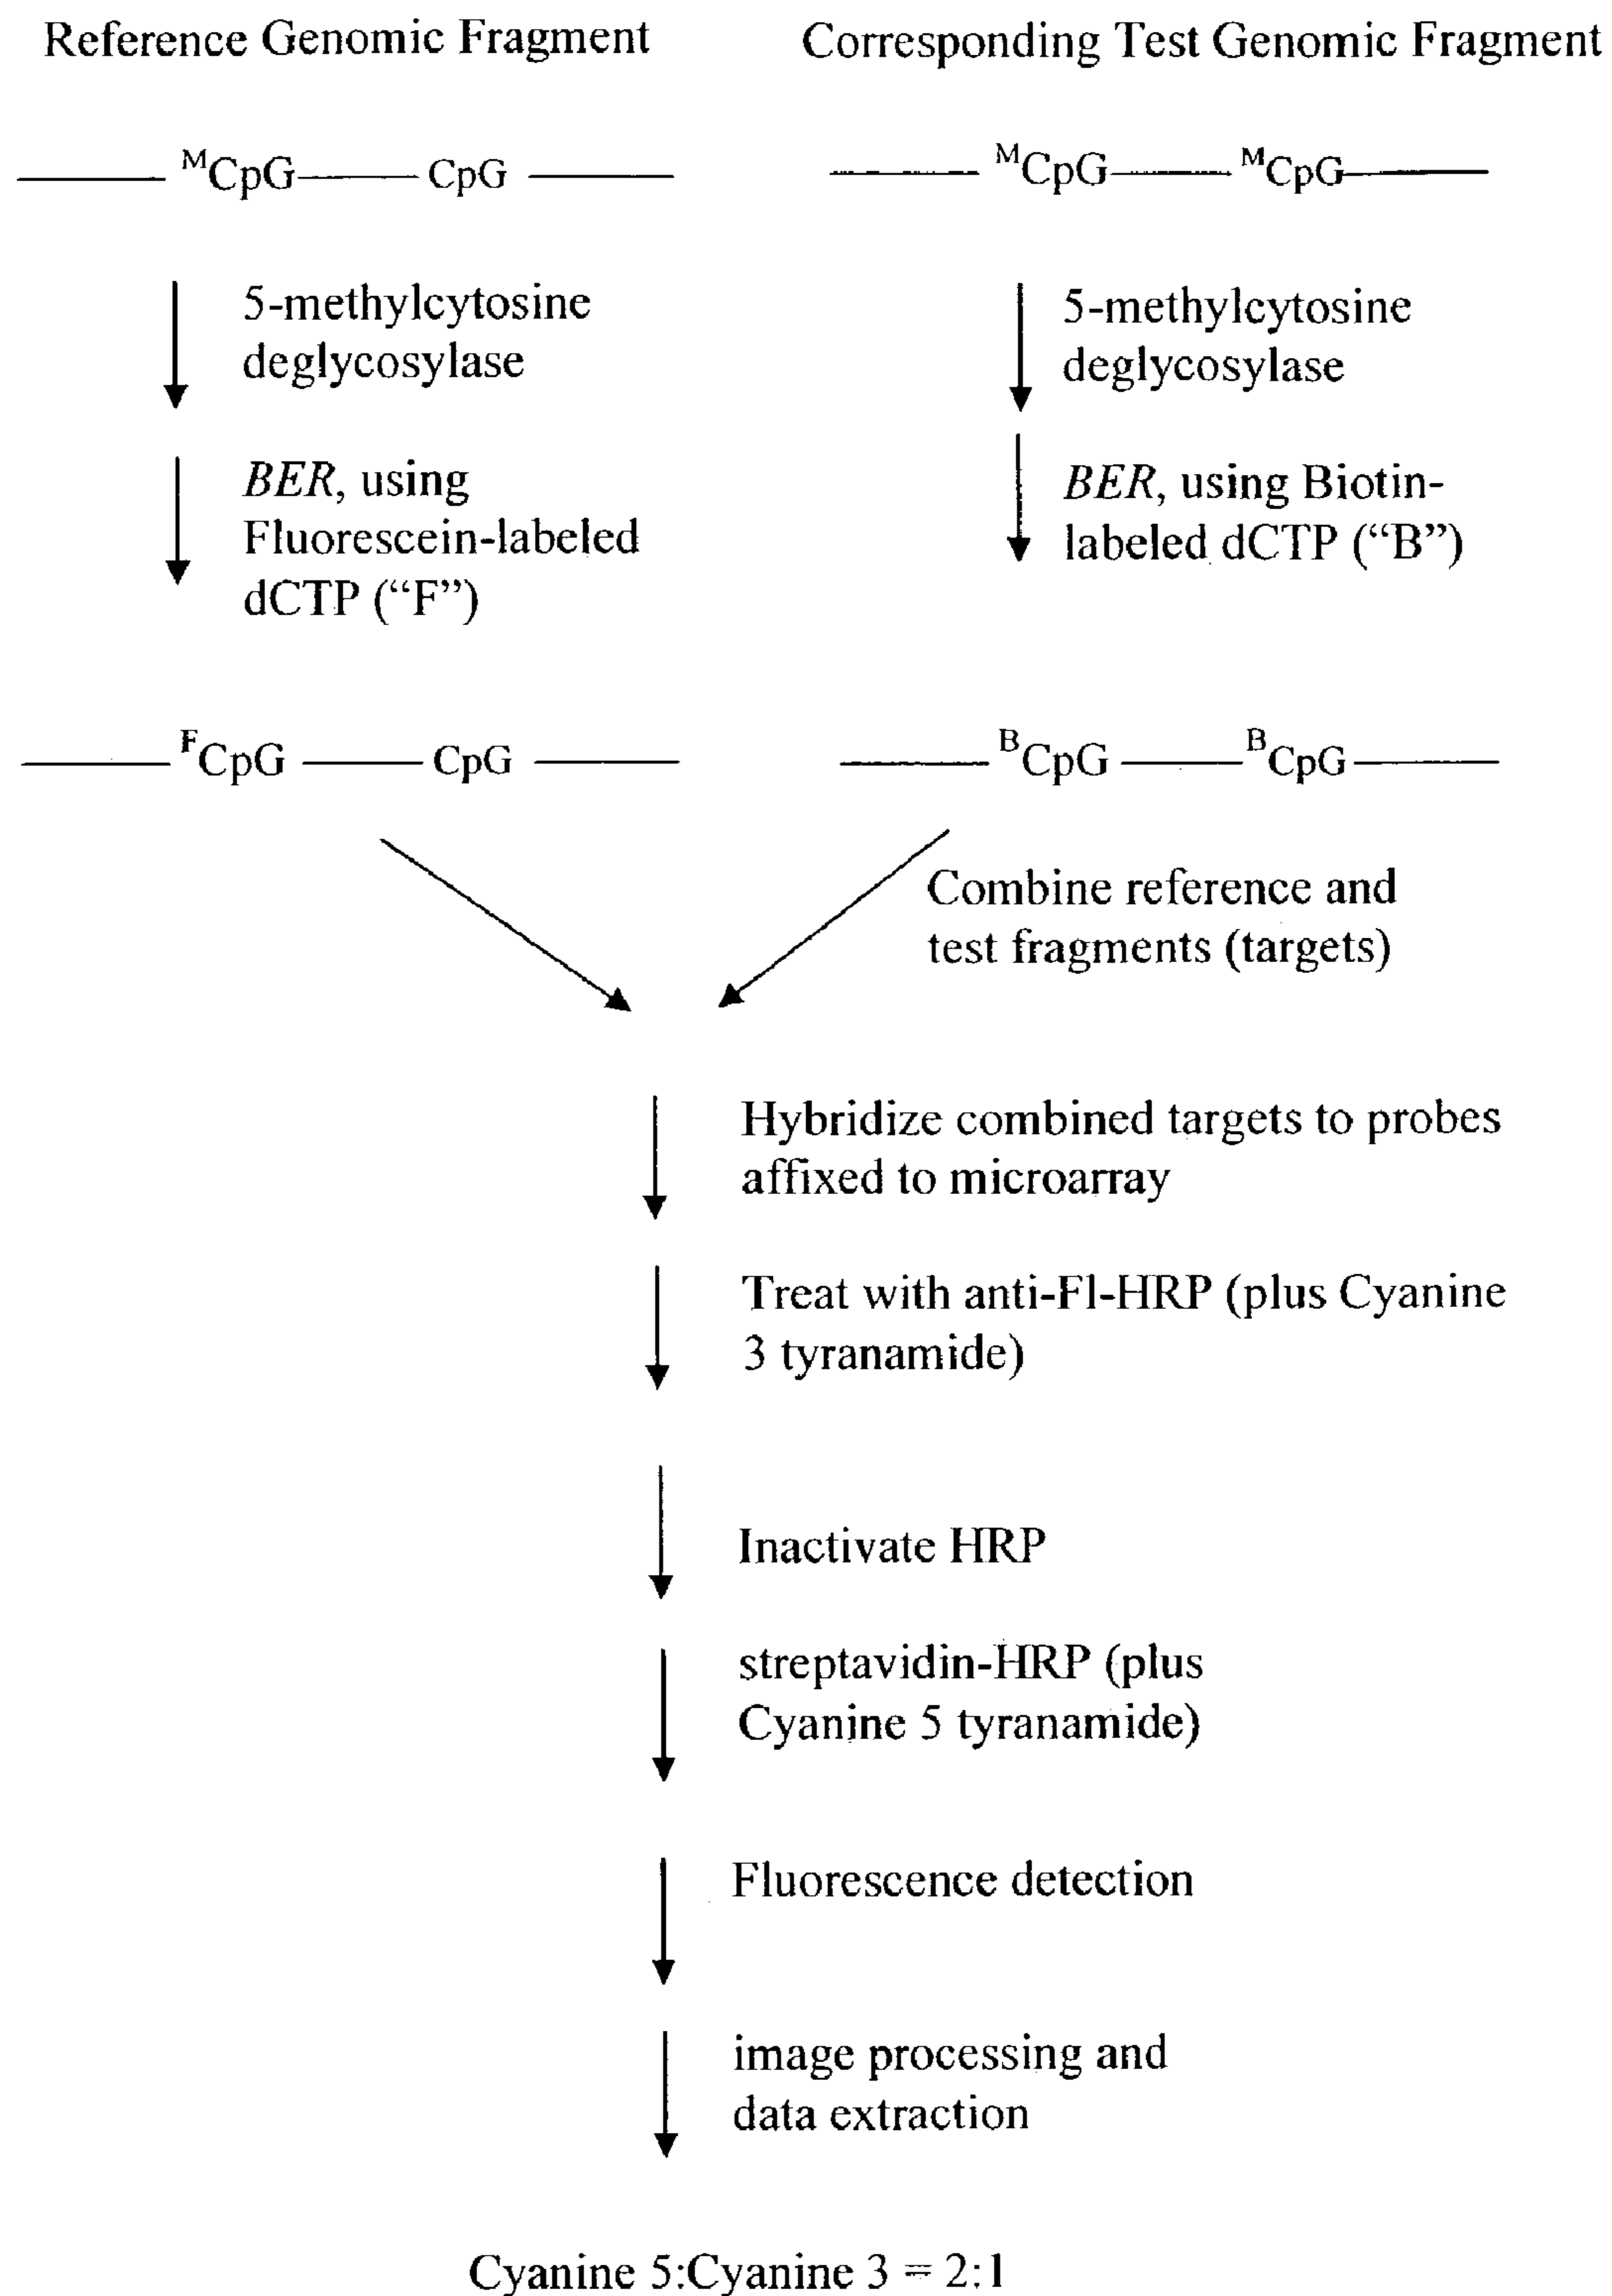 Reference Genomic Fragment
Corresponding Test Genomic Fragment
ᴹCpG CpG
ᴹCpG ᴹCpG
5-methylcytosine
deglycosylase
5-methylcytosine
deglycosylase
BER, using
Fluorescein-labeled
dCTP (“F”)
BER, using Biotin-
labeled dCTP (“B”)
ꟳCpG CpG
ᴮCpG ᴮCpG
Combine reference and
test fragments (targets)
Hybridize combined targets to probes
affixed to microarray
Treat with anti-Fl-HRP (plus Cyanine
3 tyranamide)
Inactivate HRP
streptavidin-HRP (plus
Cyanine 5 tyranamide)
Fluorescence detection
image processing and
data extraction
Cyanine 5:Cyanine 3 = 2:1